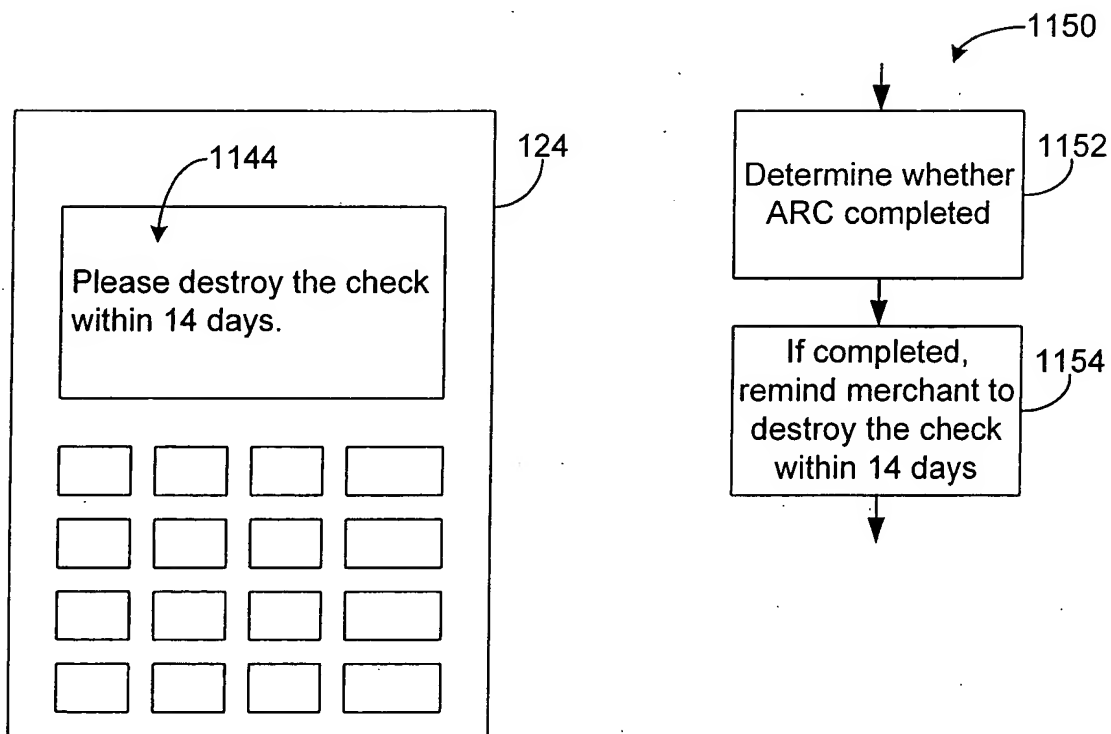 1150
1144
124
Please destroy the check
within 14 days.
1152
Determine whether
ARC completed
1154
If completed,
remind merchant to
destroy the check
within 14 days